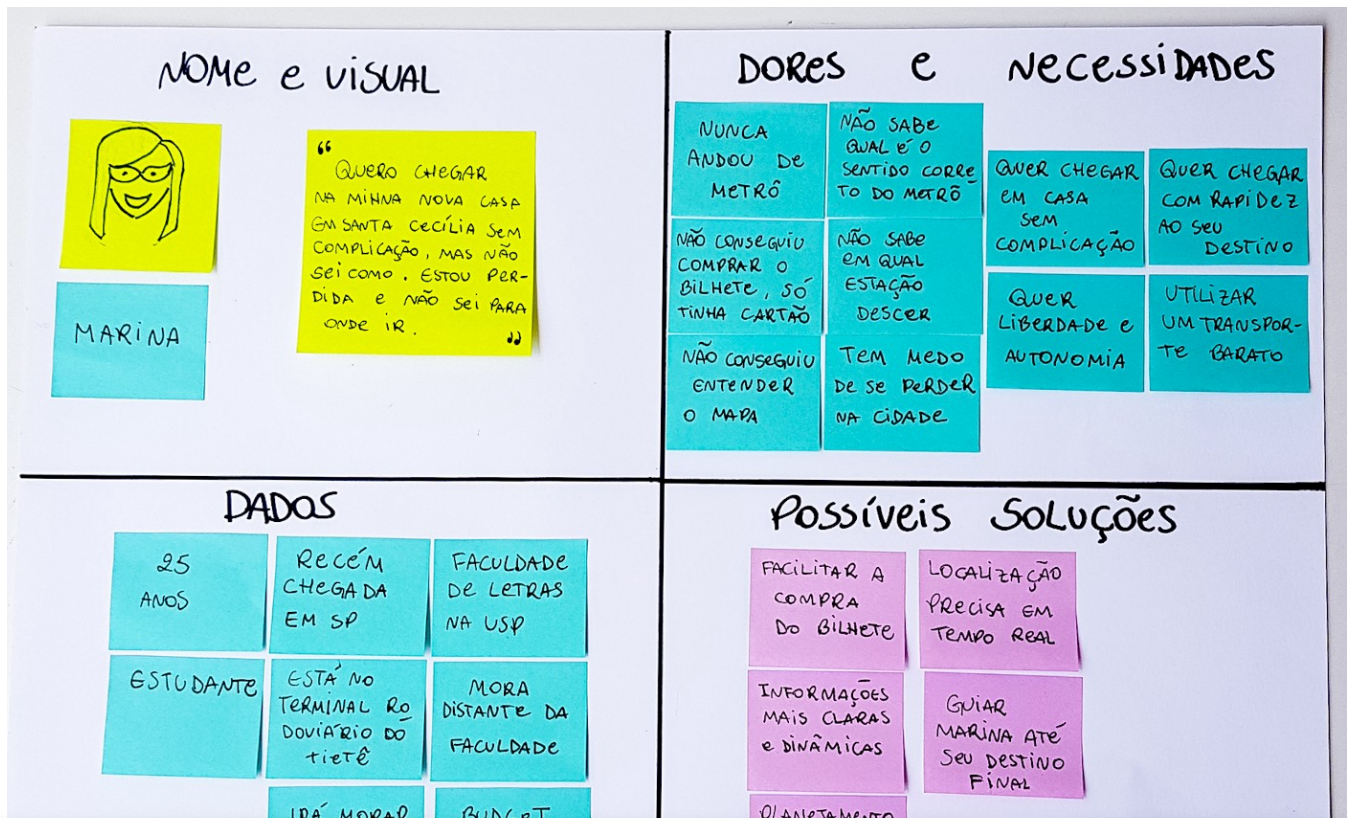 NOME e VISUAL
MARINA
“
QUERO CHEGAR
NA MINHA NOVA CASA
EM SANTA CECÍLIA SEM
COMPLICAÇÃO, MAS NÃO
SEI COMO. ESTOU PER-
DIDA E NÃO SEI PARA
ONDE IR.
”
DORES e NECESSIDADES
NUNCA
ANDOU DE
METRÔ
NÃO SABE
QUAL É O
SENTIDO CORRE
TO DO METRÔ
NÃO CONSEGUIU
COMPRAR O
BILHETE, SÓ
TINHA CARTÃO
NÃO SABE
EM QUAL
ESTAÇÃO
DESCER
NÃO CONSEGUIU
ENTENDER
O MAPA
TEM MEDO
DE SE PERDER
NA CIDADE
QUER CHEGAR
EM CASA
SEM
COMPLICAÇÃO
QUER CHEGAR
COM RAPIDEZ
AO SEU
DESTINO
QUER
LIBERDADE E
AUTONOMIA
UTILIZAR
UM TRANSPOR-
TE BARATO
DADOS
25
ANOS
RECÉM
CHEGADA
EM SP
FACULDADE
DE LETRAS
NA USP
ESTUDANTE
ESTÁ NO
TERMINAL RO
DOVIÁRIO DO
TIETÊ
MORA
DISTANTE DA
FACULDADE
IRÁ MORAR
BUDGET
POSSÍVEIS SOLUÇÕES
FACILITAR A
COMPRA
DO BILHETE
LOCALIZAÇÃO
PRECISA EM
TEMPO REAL
INFORMAÇÕES
MAIS CLARAS
E DINÂMICAS
GUIAR
MARINA ATÉ
SEU DESTINO
FINAL
PLANEJAMENTO